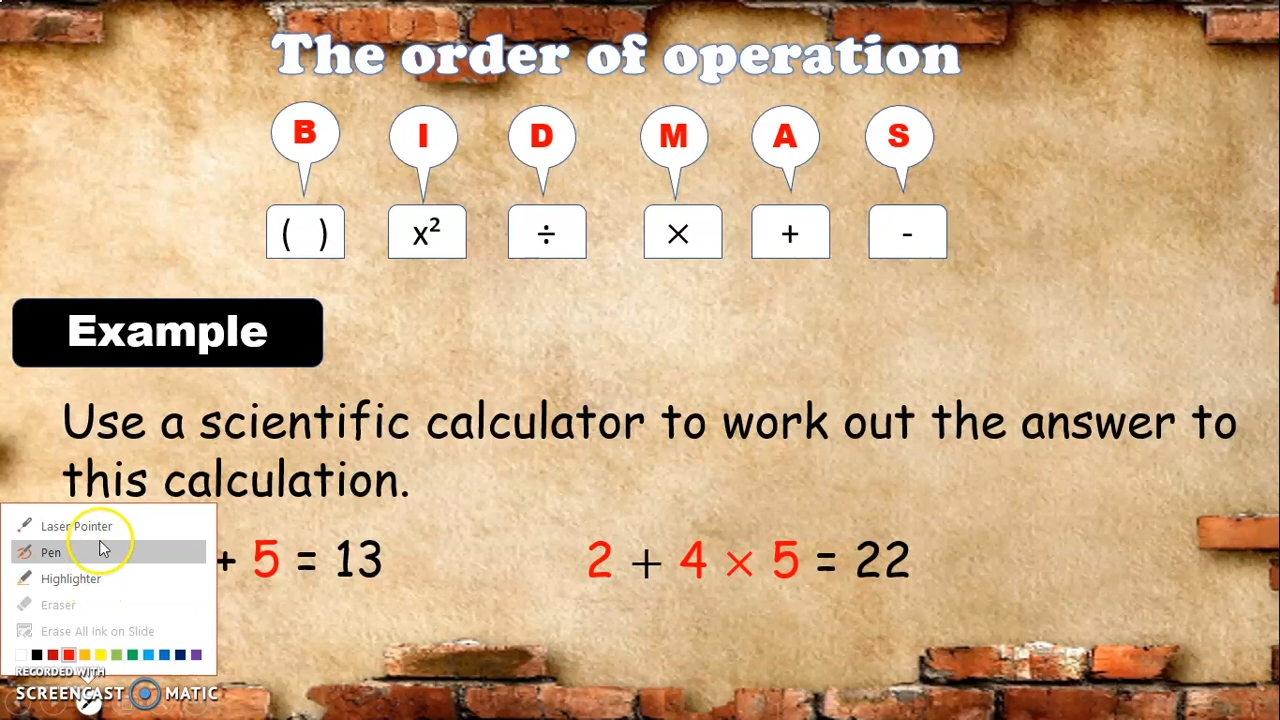 The order of operation
B I D M A S
( ) x² ÷ × + -
Example
Use a scientific calculator to work out the answer to
this calculation.
+ 5 = 13
2 + 4 × 5 = 22
Laser Pointer
Pen
Highlighter
Eraser
Erase All Ink on Slide
RECORDED WITH
SCREENCAST MATIC